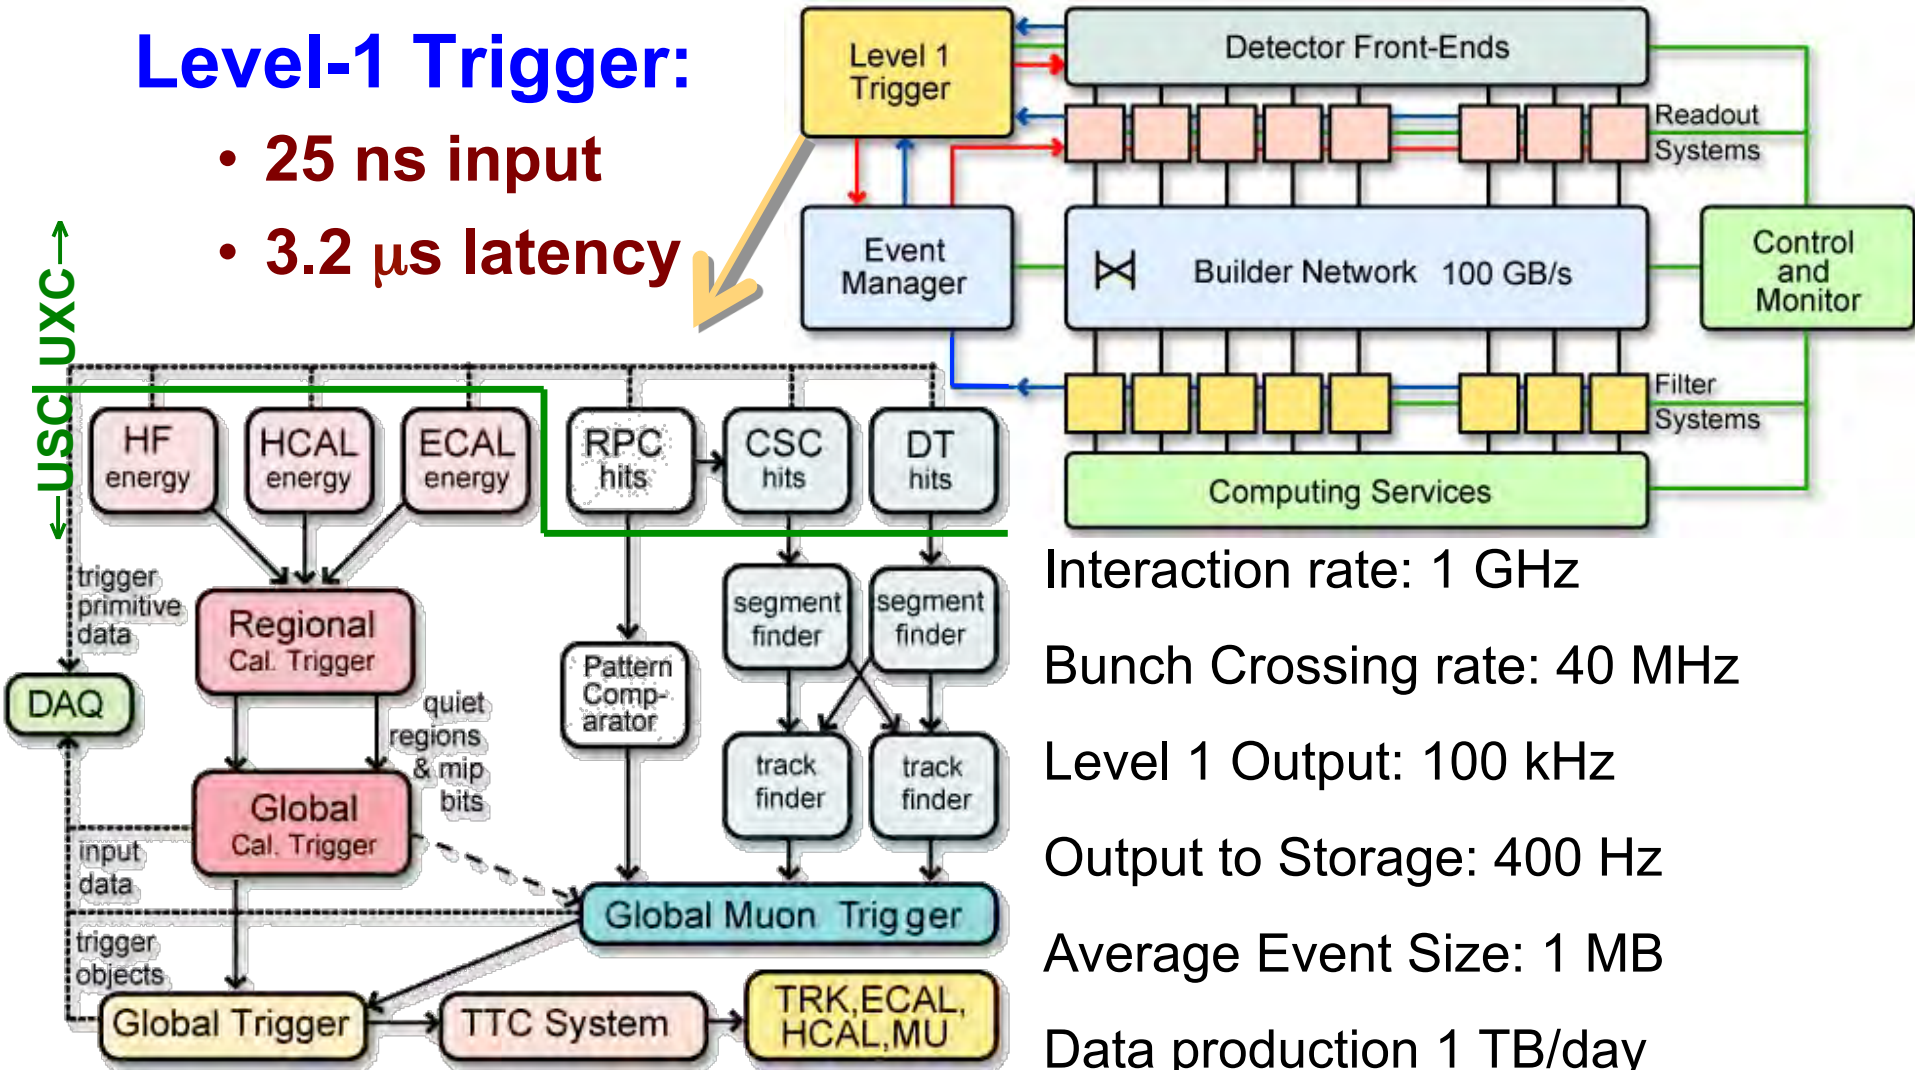 Level-1 Trigger:
• 25 ns input
• 3.2 μs latency
Level 1
Trigger
Detector Front-Ends
Readout
Systems
Event
Manager
Builder Network 100 GB/s
Control
and
Monitor
Filter
Systems
Computing Services
←USC UXC→
HF
energy
HCAL
energy
ECAL
energy
RPC
hits
CSC
hits
DT
hits
trigger
primitive
data
Regional
Cal. Trigger
Pattern
Comp-
arator
segment
finder
segment
finder
DAQ
quiet
regions
& mip
bits
track
finder
track
finder
Global
Cal. Trigger
input
data
Global Muon Trigger
trigger
objects
Global Trigger
TTC System
TRK,ECAL,
HCAL,MU
Interaction rate: 1 GHz
Bunch Crossing rate: 40 MHz
Level 1 Output: 100 kHz
Output to Storage: 400 Hz
Average Event Size: 1 MB
Data production 1 TB/day